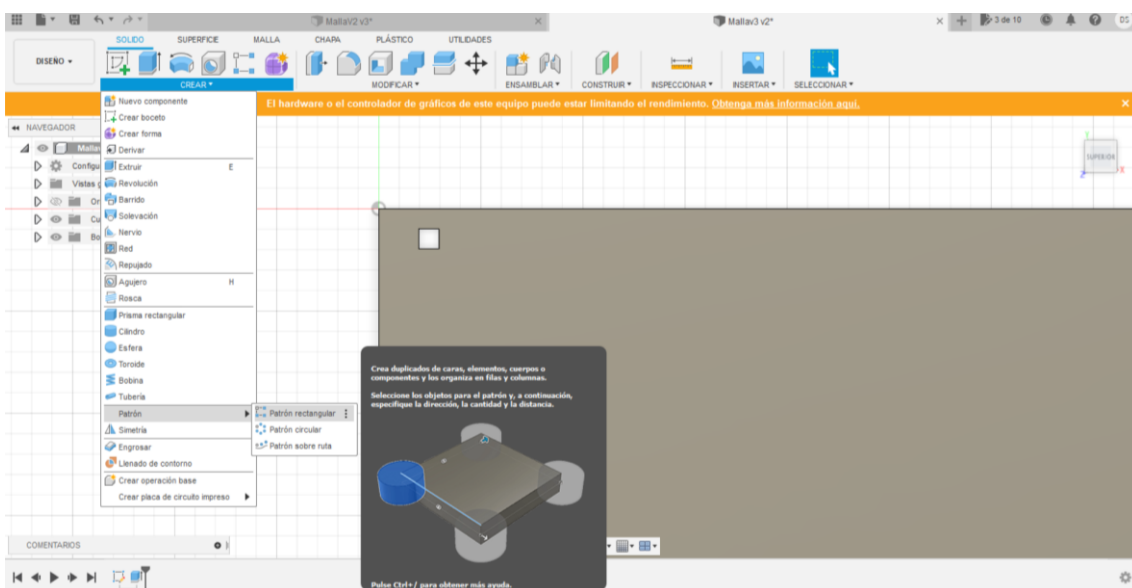 MallaV2 v3*
Mallav3 v2*
3 de 10
DS
DISEÑO
SOLIDO
SUPERFICIE
MALLA
CHAPA
PLÁSTICO
UTILIDADES
CREAR
MODIFICAR
ENSAMBLAR
CONSTRUIR
INSPECCIONAR
INSERTAR
SELECCIONAR
El hardware o el controlador de gráficos de este equipo puede estar limitando el rendimiento. Obtenga más información aquí.
NAVEGADOR
Mallav
Configu
Vistas g
Or
Cu
Bo
Nuevo componente
Crear boceto
Crear forma
Derivar
Extruir E
Revolución
Barrido
Solevación
Nervio
Red
Repujado
Agujero H
Rosca
Prisma rectangular
Cilindro
Esfera
Toroide
Bobina
Tubería
Patrón
Simetría
Engrosar
Llenado de contorno
Crear operación base
Crear placa de circuito impreso
Patrón rectangular
Patrón circular
Patrón sobre ruta
Crea duplicados de caras, elementos, cuerpos o
componentes y los organiza en filas y columnas.
Seleccione los objetos para el patrón y, a continuación,
especifique la dirección, la cantidad y la distancia.
Pulse Ctrl+/ para obtener más ayuda.
SUPERIOR
Y
X
Z
COMENTARIOS